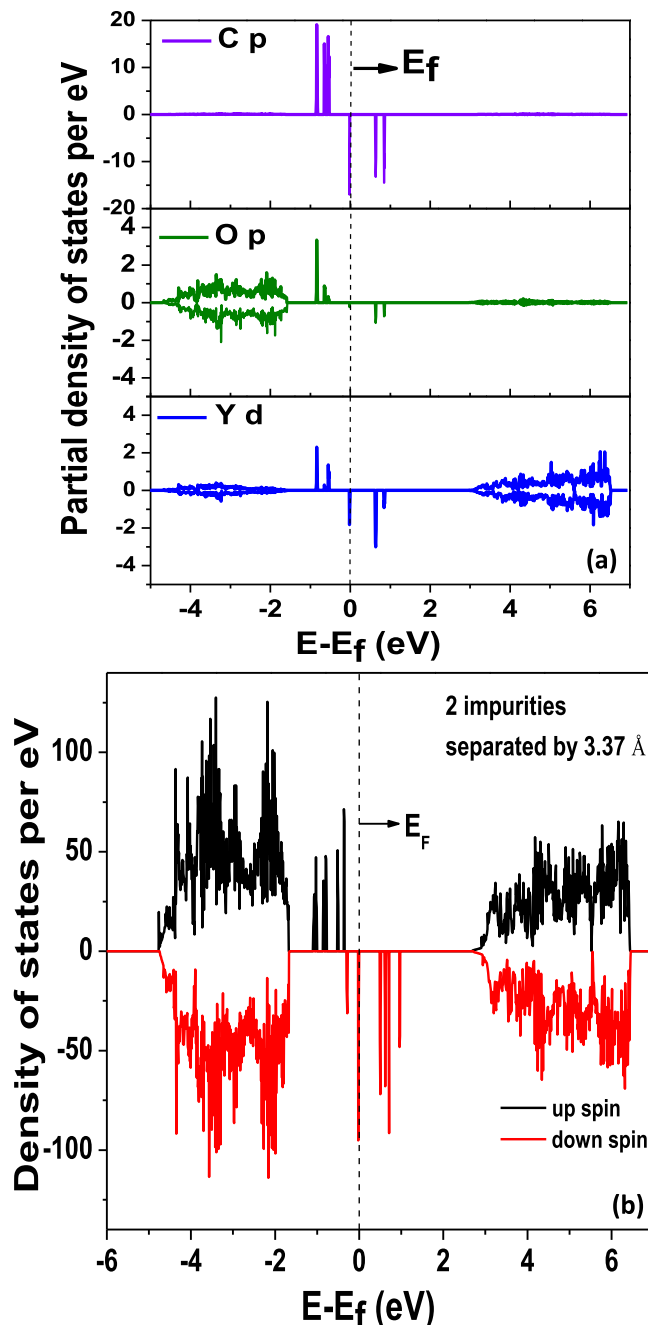 Partial density of states per eV
20
10
0
-10
-20
C p
E_f
4
2
0
-2
-4
O p
4
2
0
-2
-4
Y d
(a)
-4 -2 0 2 4 6
E-E_f (eV)
Density of states per eV
100
50
0
-50
-100
2 impurities
separated by 3.37 Å
E_F
up spin
down spin
(b)
-6 -4 -2 0 2 4 6
E-E_f (eV)